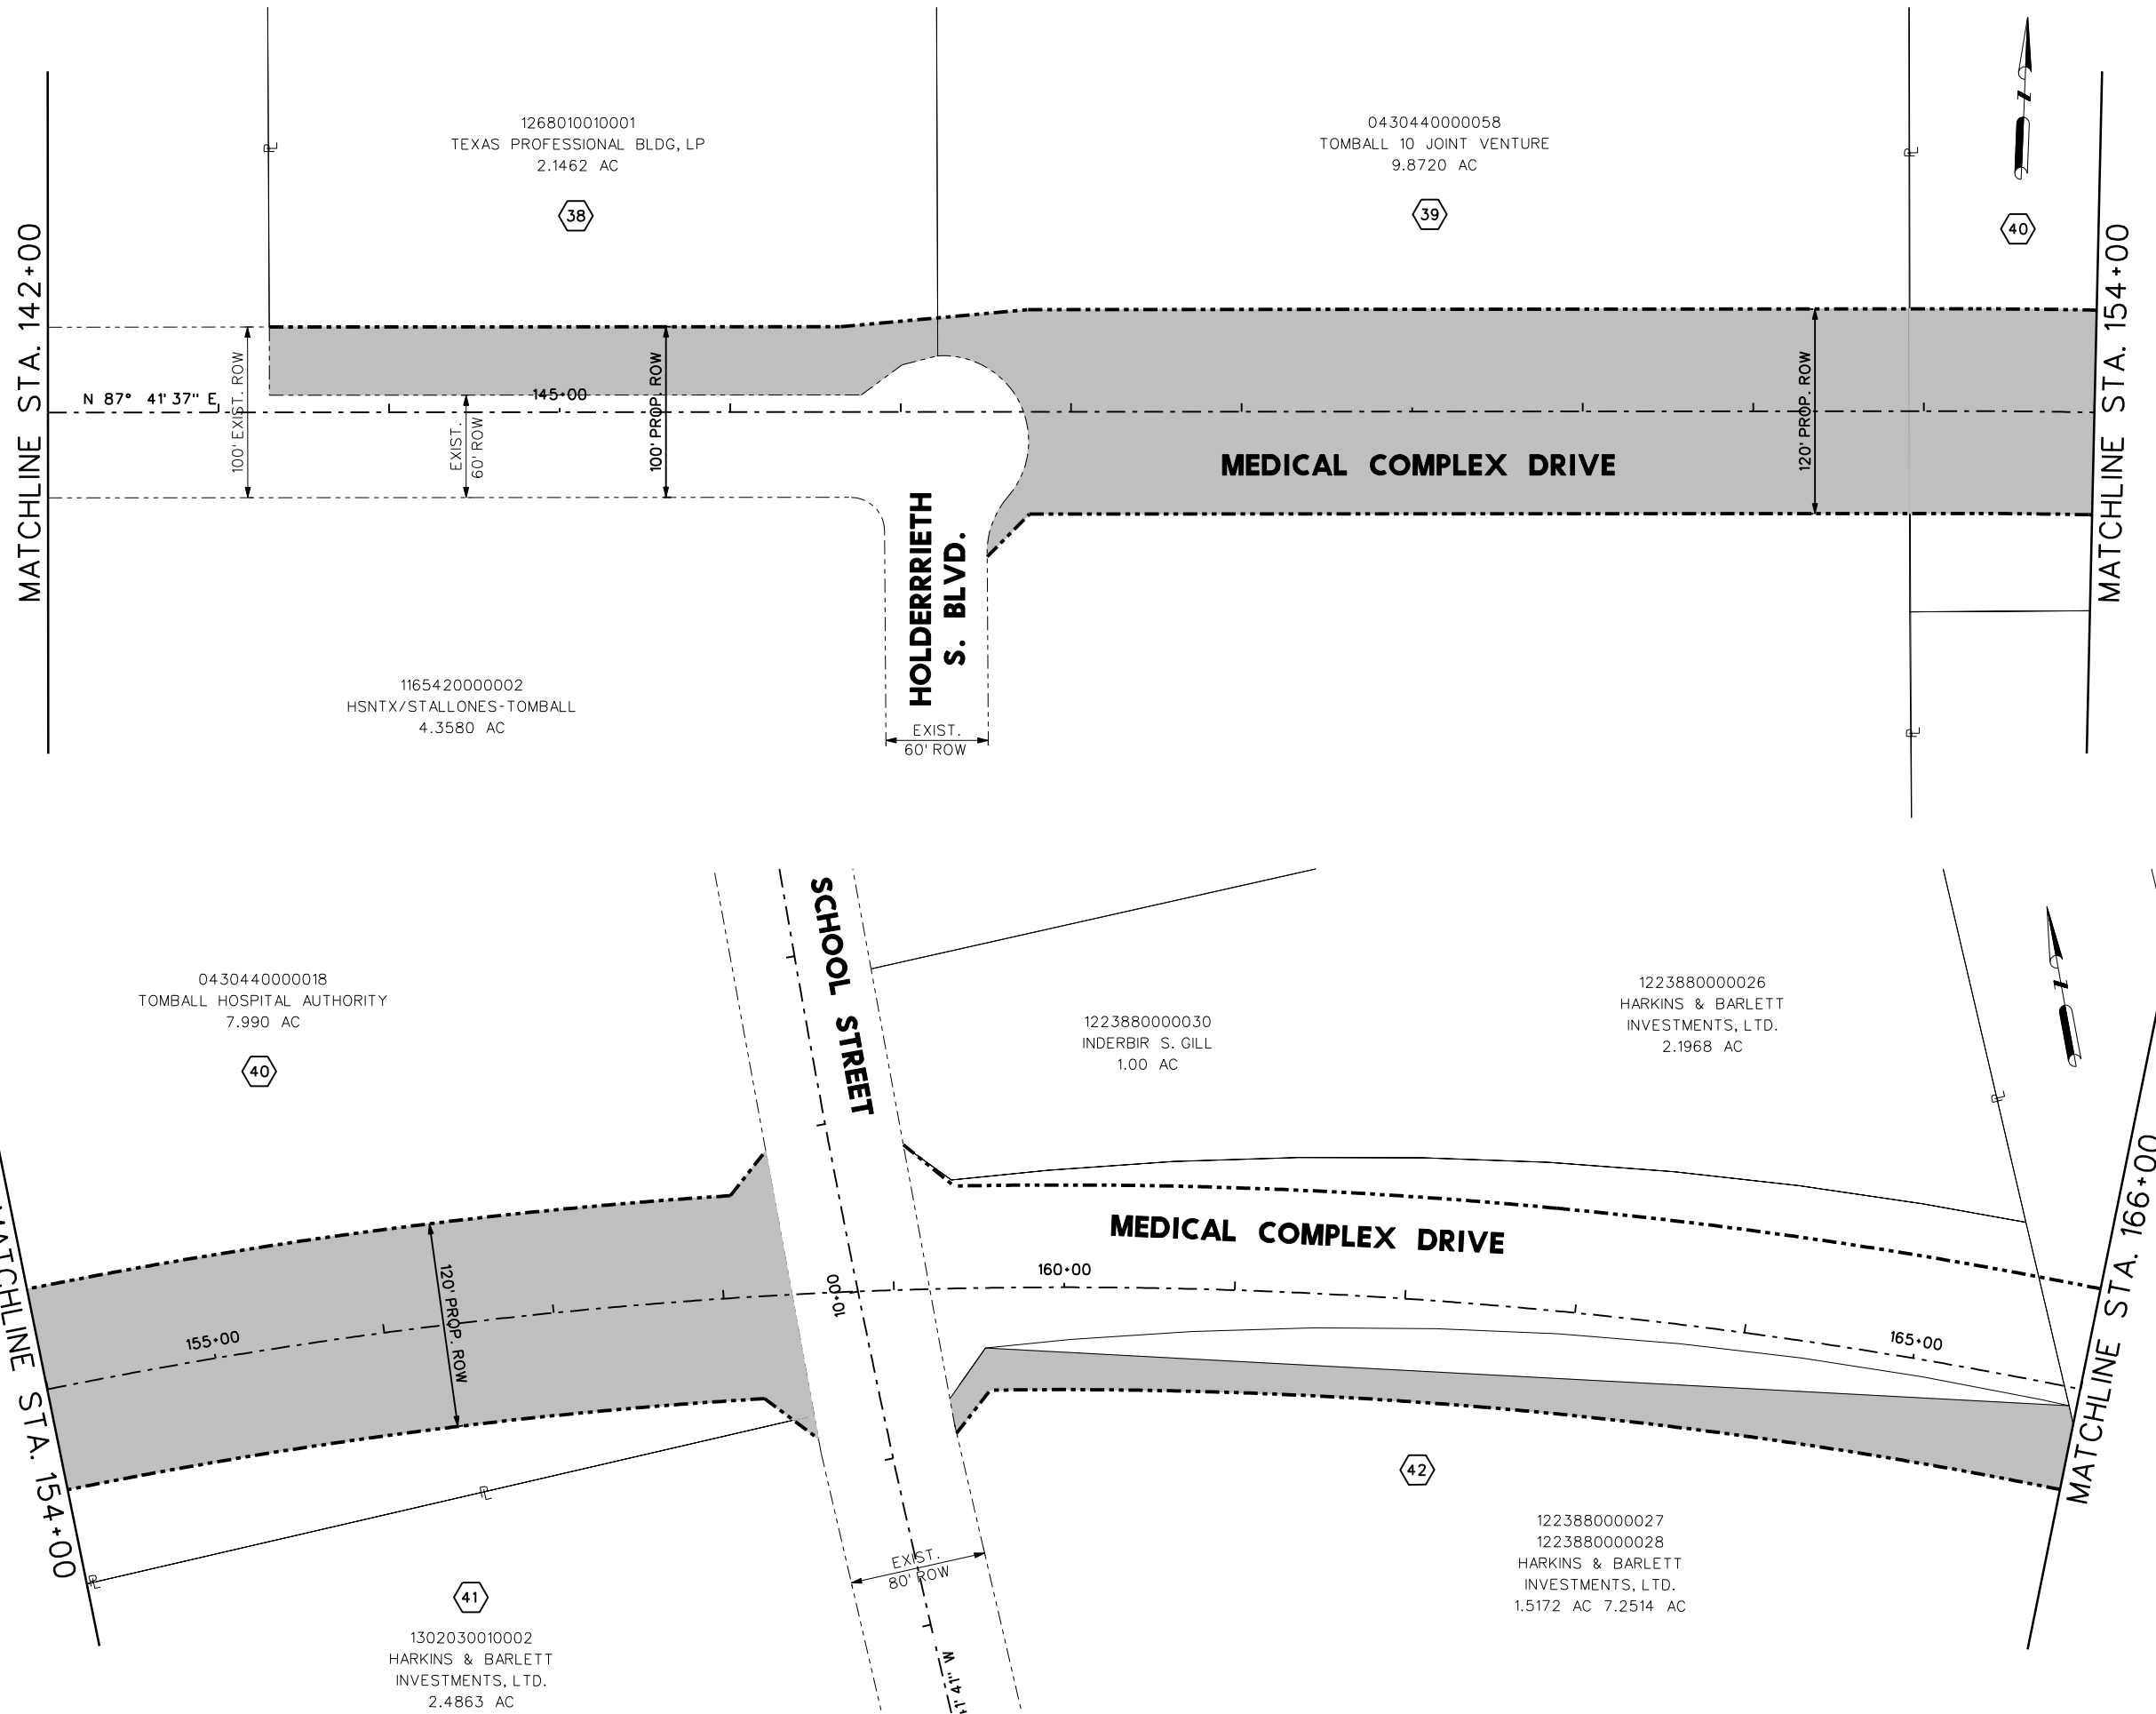 1268010010001
TEXAS PROFESSIONAL BLDG, LP
2.1462 AC
38
0430440000058
TOMBALL 10 JOINT VENTURE
9.8720 AC
39
40
MATCHLINE STA. 142+00
MATCHLINE STA. 154+00
N 87° 41' 37" E
100' EXIST. ROW
EXIST.
60' ROW
145+00
100' PROP. ROW
120' PROP. ROW
MEDICAL COMPLEX DRIVE
HOLDERRIETH
S. BLVD.
EXIST.
60' ROW
1165420000002
HSNTX/STALLONES-TOMBALL
4.3580 AC
SCHOOL STREET
0430440000018
TOMBALL HOSPITAL AUTHORITY
7.990 AC
40
1223880000030
INDERBIR S. GILL
1.00 AC
1223880000026
HARKINS & BARLETT
INVESTMENTS, LTD.
2.1968 AC
MATCHLINE STA. 154+00
MATCHLINE STA. 166+00
MEDICAL COMPLEX DRIVE
155+00
120' PROP. ROW
10+00
160+00
165+00
42
1223880000027
1223880000028
HARKINS & BARLETT
INVESTMENTS, LTD.
1.5172 AC 7.2514 AC
EXIST.
80' ROW
41
1302030010002
HARKINS & BARLETT
INVESTMENTS, LTD.
2.4863 AC
1' 41" W